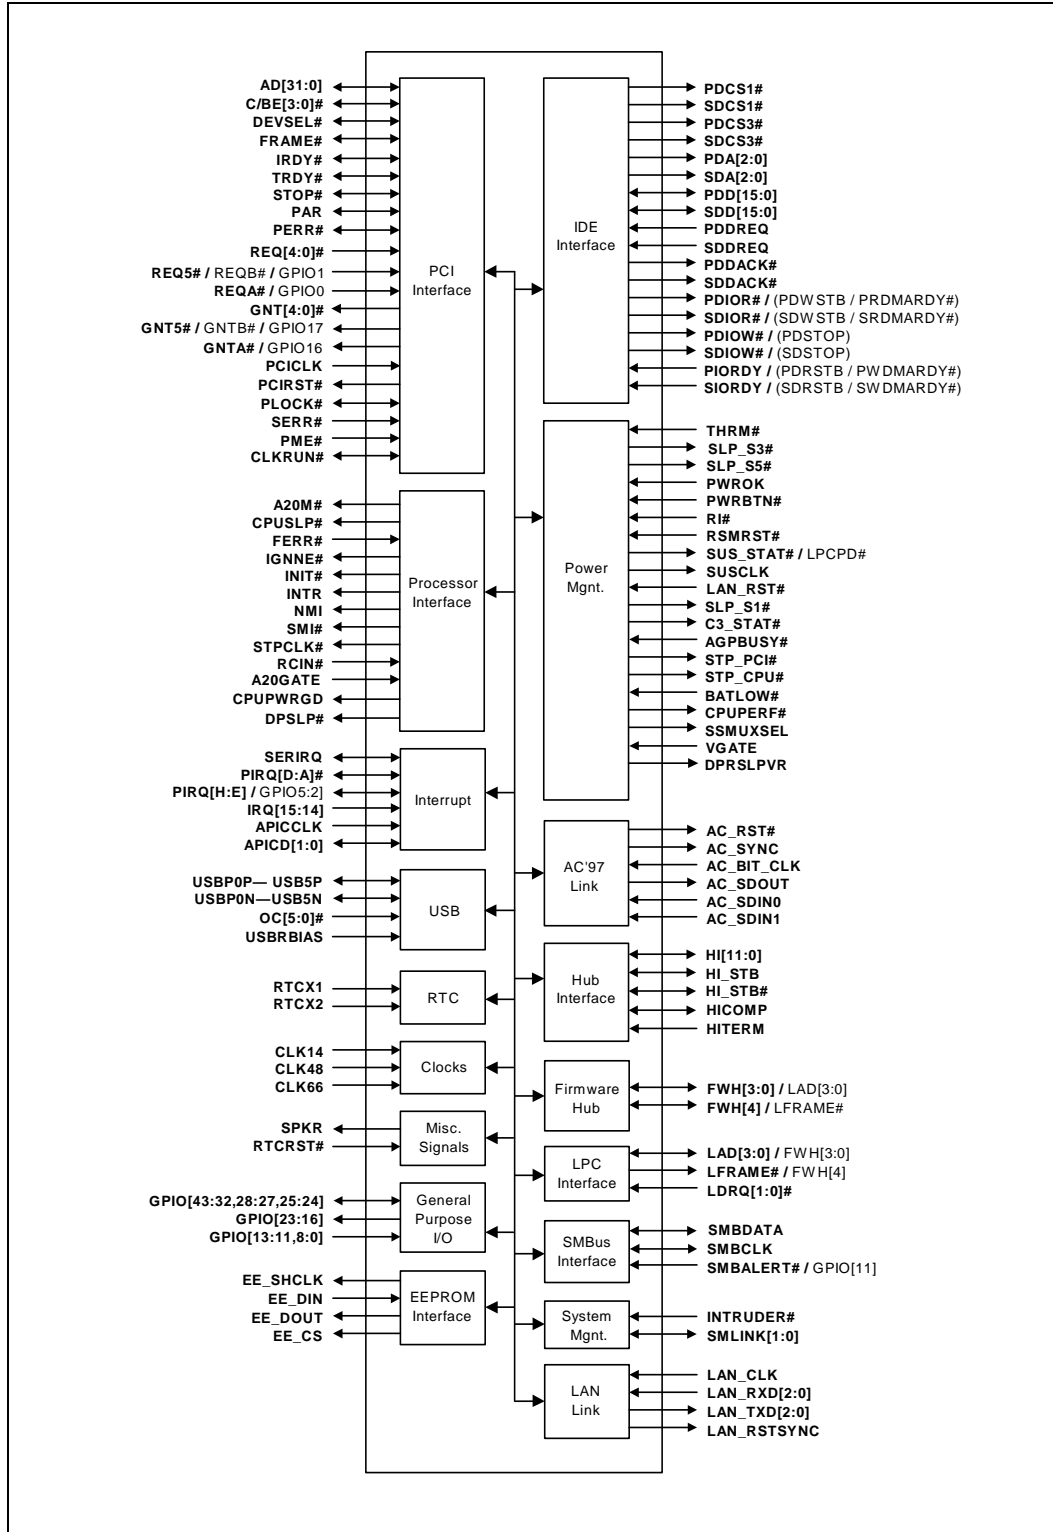 AD[31:0]
C/BE[3:0]#
DEVSEL#
FRAME#
IRDY#
TRDY#
STOP#
PAR
PERR#
REQ[4:0]#
REQ5# / REQB# / GPIO1
REQA# / GPIO0
GNT[4:0]#
GNT5# / GNTB# / GPIO17
GNTA# / GPIO16
PCICLK
PCIRST#
PLOCK#
SERR#
PME#
CLKRUN#
PCI
Interface
A20M#
CPUSLP#
FERR#
IGNNE#
INIT#
INTR
NMI
SMI#
STPCLK#
RCIN#
A20GATE
CPUPWRGD
DPSLP#
Processor
Interface
SERIRQ
PIRQ[D:A]#
PIRQ[H:E] / GPIO5:2]
IRQ[15:14]
APICCLK
APICD[1:0]
Interrupt
USBP0P— USB5P
USBP0N—USB5N
OC[5:0]#
USBRBIAS
USB
RTCX1
RTCX2
RTC
CLK14
CLK48
CLK66
Clocks
SPKR
RTCRST#
Misc.
Signals
GPIO[43:32,28:27,25:24]
GPIO[23:16]
GPIO[13:11,8:0]
General
Purpose
I/O
EE_SHCLK
EE_DIN
EE_DOUT
EE_CS
EEPROM
Interface
IDE
Interface
PDCS1#
SDCS1#
PDCS3#
SDCS3#
PDA[2:0]
SDA[2:0]
PDD[15:0]
SDD[15:0]
PDDREQ
SDDREQ
PDDACK#
SDDACK#
PDIOR# / (PDWSTB / PRDMARDY#)
SDIOR# / (SDWSTB / SRDMARDY#)
PDIOW# / (PDSTOP)
SDIOW# / (SDSTOP)
PIORDY / (PDRSTB / PWDMARDY#)
SIORDY / (SDRSTB / SWDMARDY#)
Power
Mgnt.
THRM#
SLP_S3#
SLP_S5#
PWROK
PWRBTN#
RI#
RSMRST#
SUS_STAT# / LPCPD#
SUSCLK
LAN_RST#
SLP_S1#
C3_STAT#
AGPBUSY#
STP_PCI#
STP_CPU#
BATLOW#
CPUPERF#
SSMUXSEL
VGATE
DPRSLPVR
AC'97
Link
AC_RST#
AC_SYNC
AC_BIT_CLK
AC_SDOUT
AC_SDIN0
AC_SDIN1
Hub
Interface
HI[11:0]
HI_STB
HI_STB#
HICOMP
HITERM
Firmware
Hub
FWH[3:0] / LAD[3:0]
FWH[4] / LFRAME#
LPC
Interface
LAD[3:0] / FWH[3:0]
LFRAME# / FWH[4]
LDRQ[1:0]#
SMBus
Interface
SMBDATA
SMBCLK
SMBALERT# / GPIO[11]
System
Mgnt.
INTRUDER#
SMLINK[1:0]
LAN
Link
LAN_CLK
LAN_RXD[2:0]
LAN_TXD[2:0]
LAN_RSTSYNC